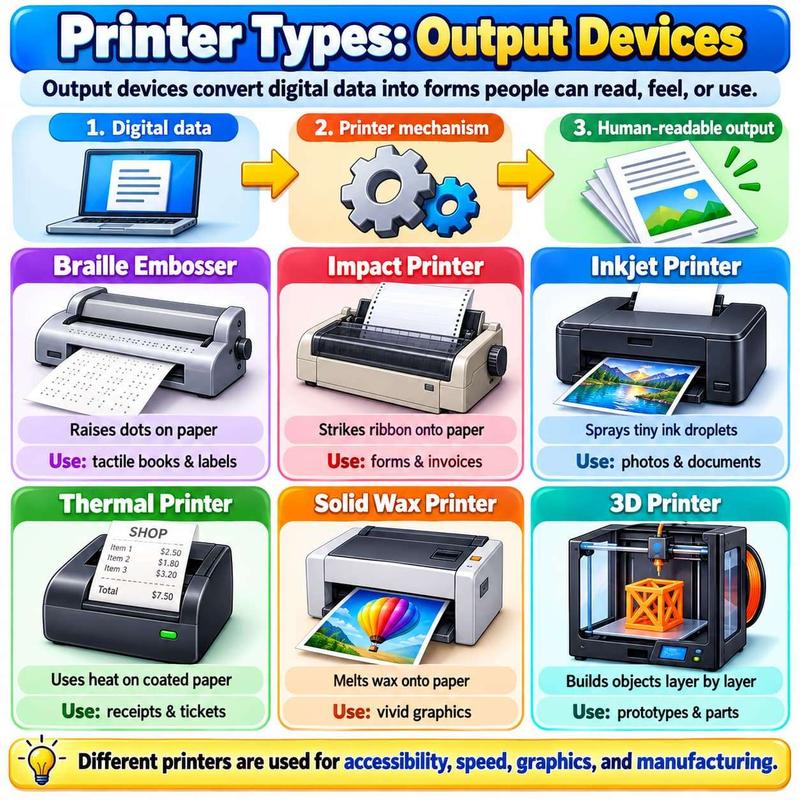 Printer Types: Output Devices
Output devices convert digital data into forms people can read, feel, or use.
1. Digital data
2. Printer mechanism
3. Human-readable output
Braille Embosser
Raises dots on paper
Use: tactile books & labels
Impact Printer
Strikes ribbon onto paper
Use: forms & invoices
Inkjet Printer
Sprays tiny ink droplets
Use: photos & documents
Thermal Printer
SHOP
Item 1 $2.50
Item 2 $1.80
Item 3 $3.20
Total $7.50
Uses heat on coated paper
Use: receipts & tickets
Solid Wax Printer
Melts wax onto paper
Use: vivid graphics
3D Printer
Builds objects layer by layer
Use: prototypes & parts
Different printers are used for accessibility, speed, graphics, and manufacturing.